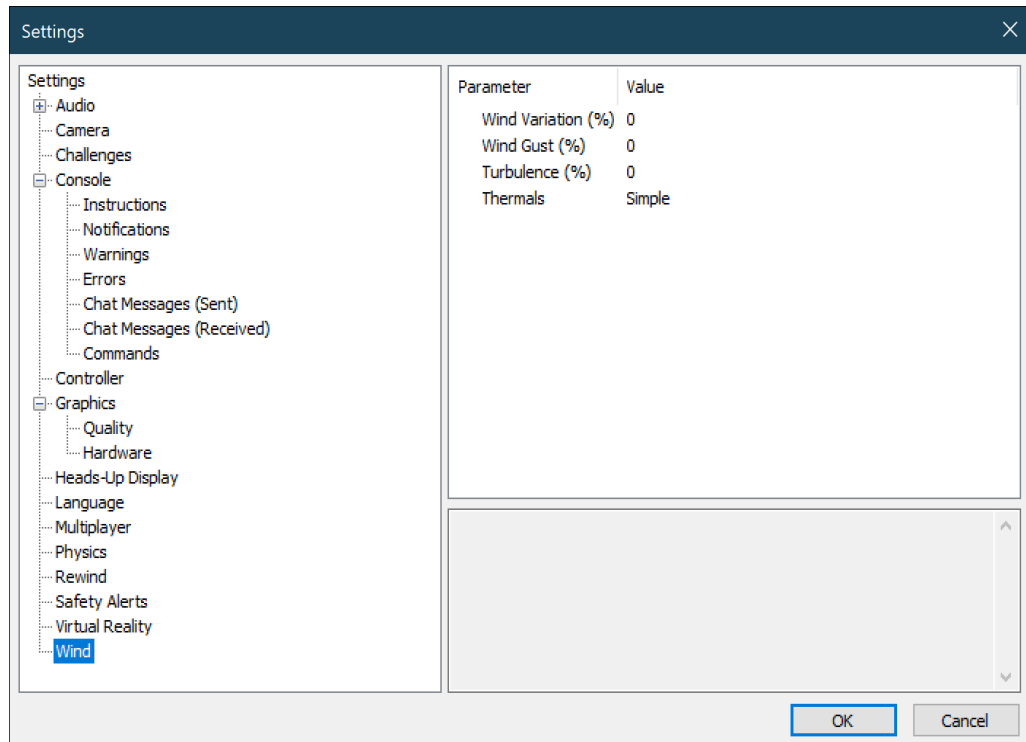 Settings
Settings
Audio
Camera
Challenges
Console
Instructions
Notifications
Warnings
Errors
Chat Messages (Sent)
Chat Messages (Received)
Commands
Controller
Graphics
Quality
Hardware
Heads-Up Display
Language
Multiplayer
Physics
Rewind
Safety Alerts
Virtual Reality
Wind
Parameter Value
Wind Variation (%) 0
Wind Gust (%) 0
Turbulence (%) 0
Thermals Simple
OK Cancel